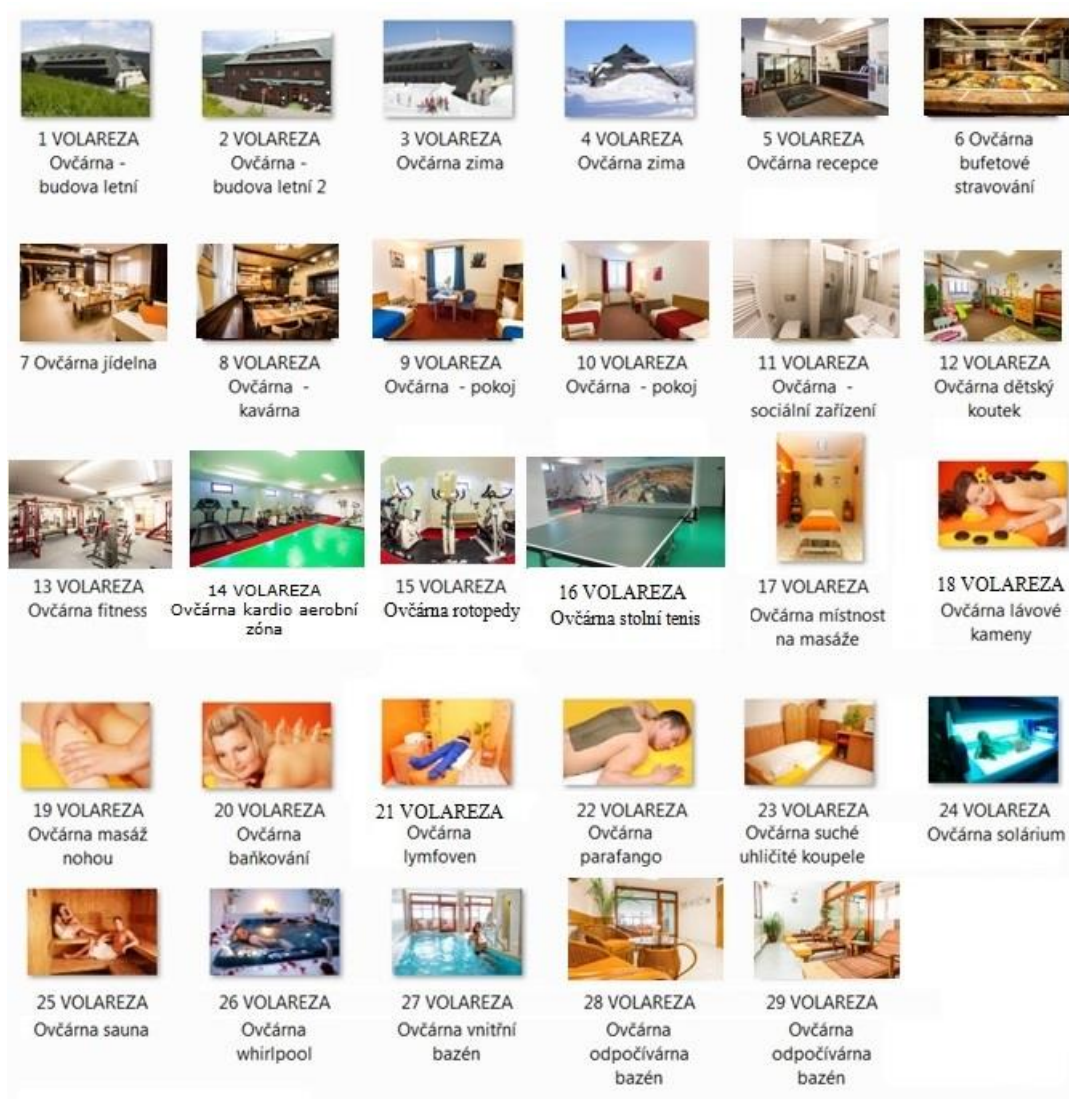 1 VOLAREZA
Ovčárna -
budova letní
2 VOLAREZA
Ovčárna -
budova letní 2
3 VOLAREZA
Ovčárna zima
4 VOLAREZA
Ovčárna zima
5 VOLAREZA
Ovčárna recepce
6 Ovčárna
bufetové
stravování
7 Ovčárna jídelna
8 VOLAREZA
Ovčárna -
kavárna
9 VOLAREZA
Ovčárna - pokoj
10 VOLAREZA
Ovčárna - pokoj
11 VOLAREZA
Ovčárna -
sociální zařízení
12 VOLAREZA
Ovčárna dětský
koutek
13 VOLAREZA
Ovčárna fitness
14 VOLAREZA
Ovčárna kardio aerobní
zóna
15 VOLAREZA
Ovčárna rotopedy
16 VOLAREZA
Ovčárna stolní tenis
17 VOLAREZA
Ovčárna místnost
na masáže
18 VOLAREZA
Ovčárna lávové
kameny
19 VOLAREZA
Ovčárna masáž
nohou
20 VOLAREZA
Ovčárna
baňkování
21 VOLAREZA
Ovčárna
lymfoven
22 VOLAREZA
Ovčárna
parafango
23 VOLAREZA
Ovčárna suché
uhličité koupele
24 VOLAREZA
Ovčárna solárium
25 VOLAREZA
Ovčárna sauna
26 VOLAREZA
Ovčárna
whirlpool
27 VOLAREZA
Ovčárna vnitřní
bazén
28 VOLAREZA
Ovčárna
odpočívárna
bazén
29 VOLAREZA
Ovčárna
odpočívárna
bazén